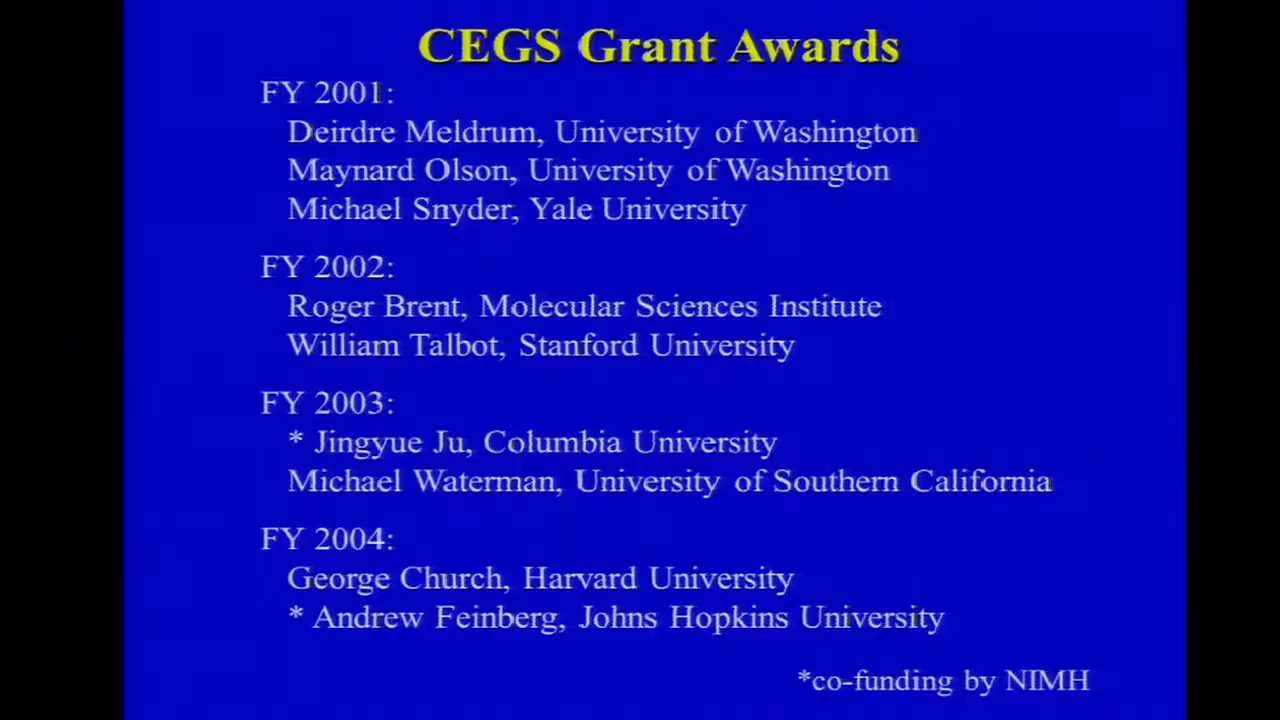 CEGS Grant Awards
FY 2001:
Deirdre Meldrum, University of Washington
Maynard Olson, University of Washington
Michael Snyder, Yale University
FY 2002:
Roger Brent, Molecular Sciences Institute
William Talbot, Stanford University
FY 2003:
* Jingyue Ju, Columbia University
Michael Waterman, University of Southern California
FY 2004:
George Church, Harvard University
* Andrew Feinberg, Johns Hopkins University
*co-funding by NIMH